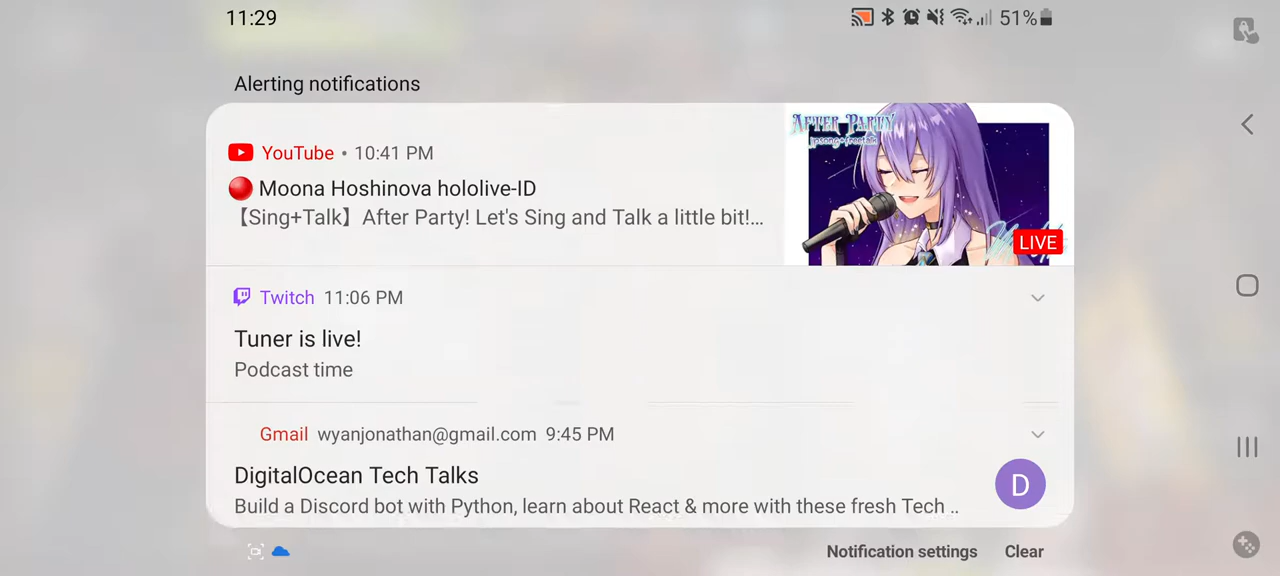 11:29
51%
Alerting notifications
YouTube • 10:41 PM
🔴 Moona Hoshinova hololive-ID
【Sing+Talk】After Party! Let's Sing and Talk a little bit!...
AFTER PARTY
LIVE
Twitch 11:06 PM
Tuner is live!
Podcast time
Gmail wyanjonathan@gmail.com 9:45 PM
DigitalOcean Tech Talks
D
Build a Discord bot with Python, learn about React & more with these fresh Tech ..
Notification settings
Clear